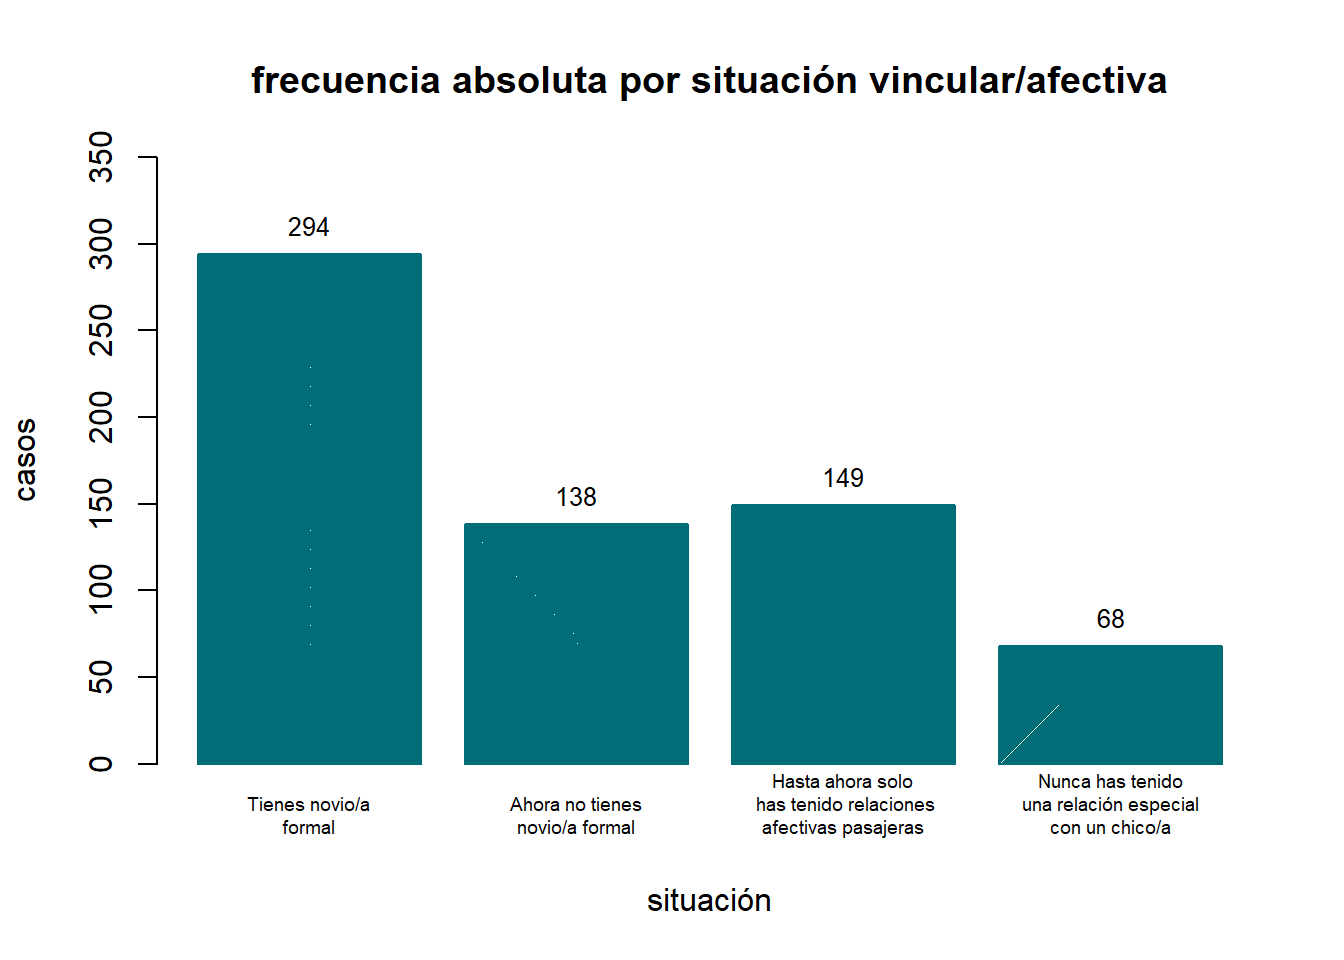 frecuencia absoluta por situación vincular/afectiva
350
300
250
200
150
100
50
0
casos
294
138
149
68
Tienes novio/a
formal
Ahora no tienes
novio/a formal
Hasta ahora solo
has tenido relaciones
afectivas pasajeras
Nunca has tenido
una relación especial
con un chico/a
situación